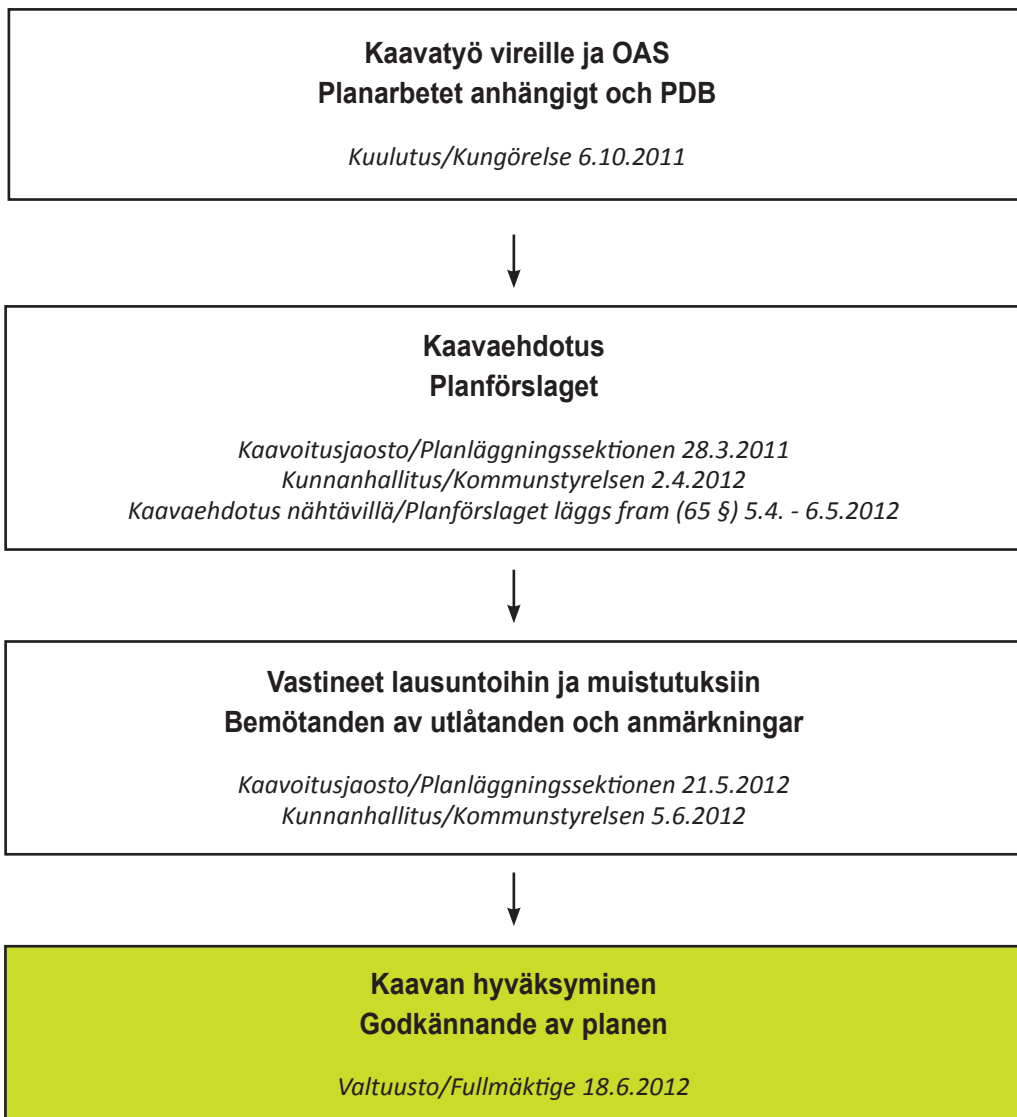 Kaavatyö vireille ja OAS
Planarbetet anhängigt och PDB
Kuulutus/Kungörelse 6.10.2011
Kaavaehdotus
Planförslaget
Kaavoitusjaosto/Planläggningssektionen 28.3.2011
Kunnanhallitus/Kommunstyrelsen 2.4.2012
Kaavaehdotus nähtävillä/Planförslaget läggs fram (65 §) 5.4. - 6.5.2012
Vastineet lausuntoihin ja muistutuksiin
Bemötanden av utlåtanden och anmärkningar
Kaavoitusjaosto/Planläggningssektionen 21.5.2012
Kunnanhallitus/Kommunstyrelsen 5.6.2012
Kaavan hyväksyminen
Godkännande av planen
Valtuusto/Fullmäktige 18.6.2012